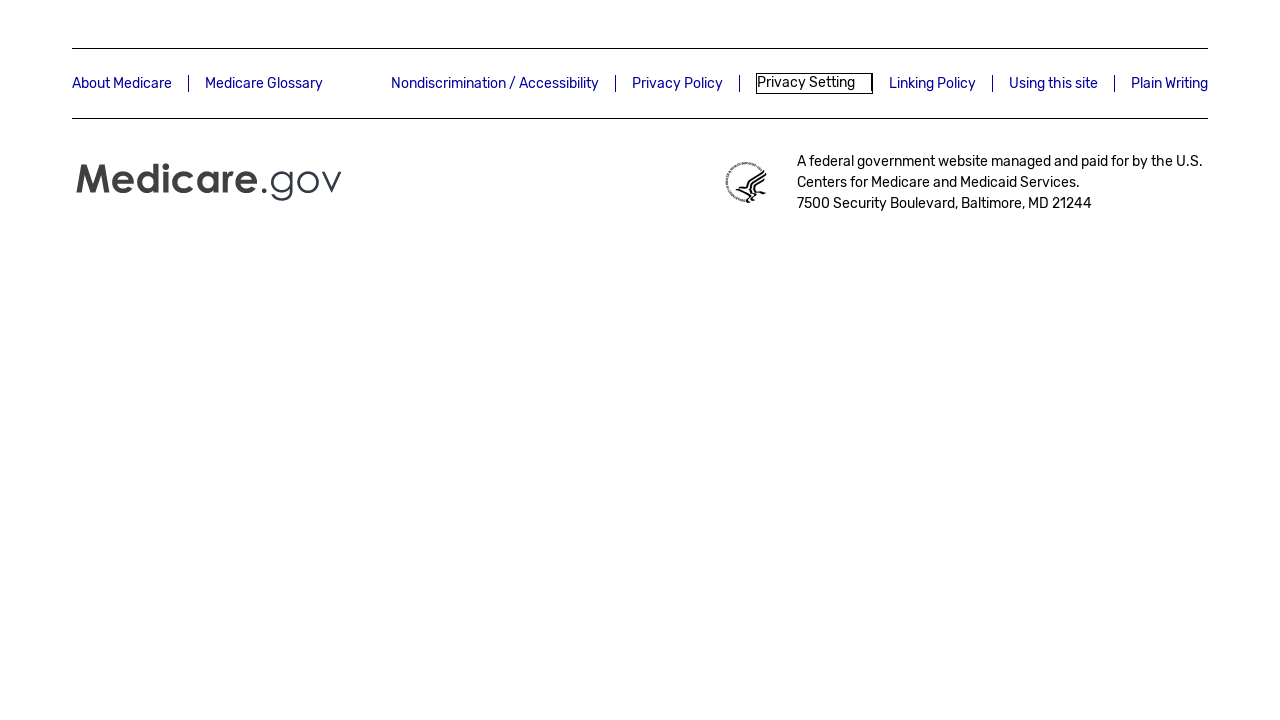 About Medicare
Medicare Glossary
Nondiscrimination / Accessibility
Privacy Policy
Privacy Setting
Linking Policy
Using this site
Plain Writing
Medicare.gov
A federal government website managed and paid for by the U.S.
Centers for Medicare and Medicaid Services.
7500 Security Boulevard, Baltimore, MD 21244